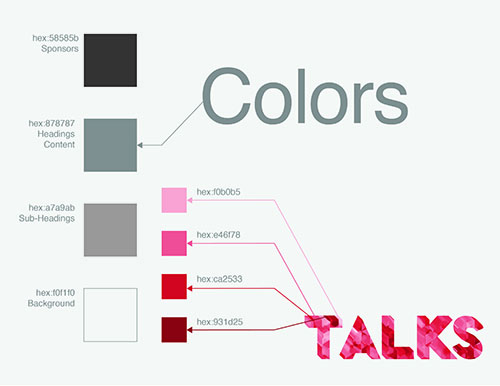 hex:58585b
Sponsors
Colors
hex:878787
Headings
Content
hex:a7a9ab
Sub-Headings
hex:f0b0b5
hex:e46f78
hex:f0f1f0
Background
hex:ca2533
hex:931d25
TALKS